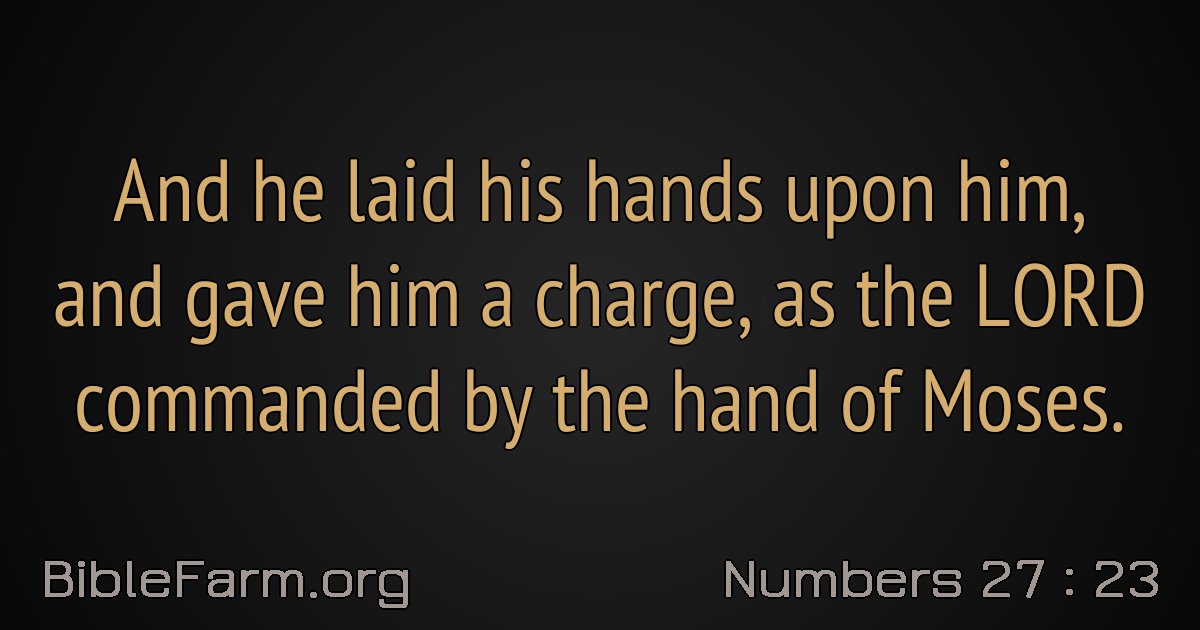 And he laid his hands upon him,
and gave him a charge, as the LORD
commanded by the hand of Moses.
BibleFarm.org
Numbers 27 : 23